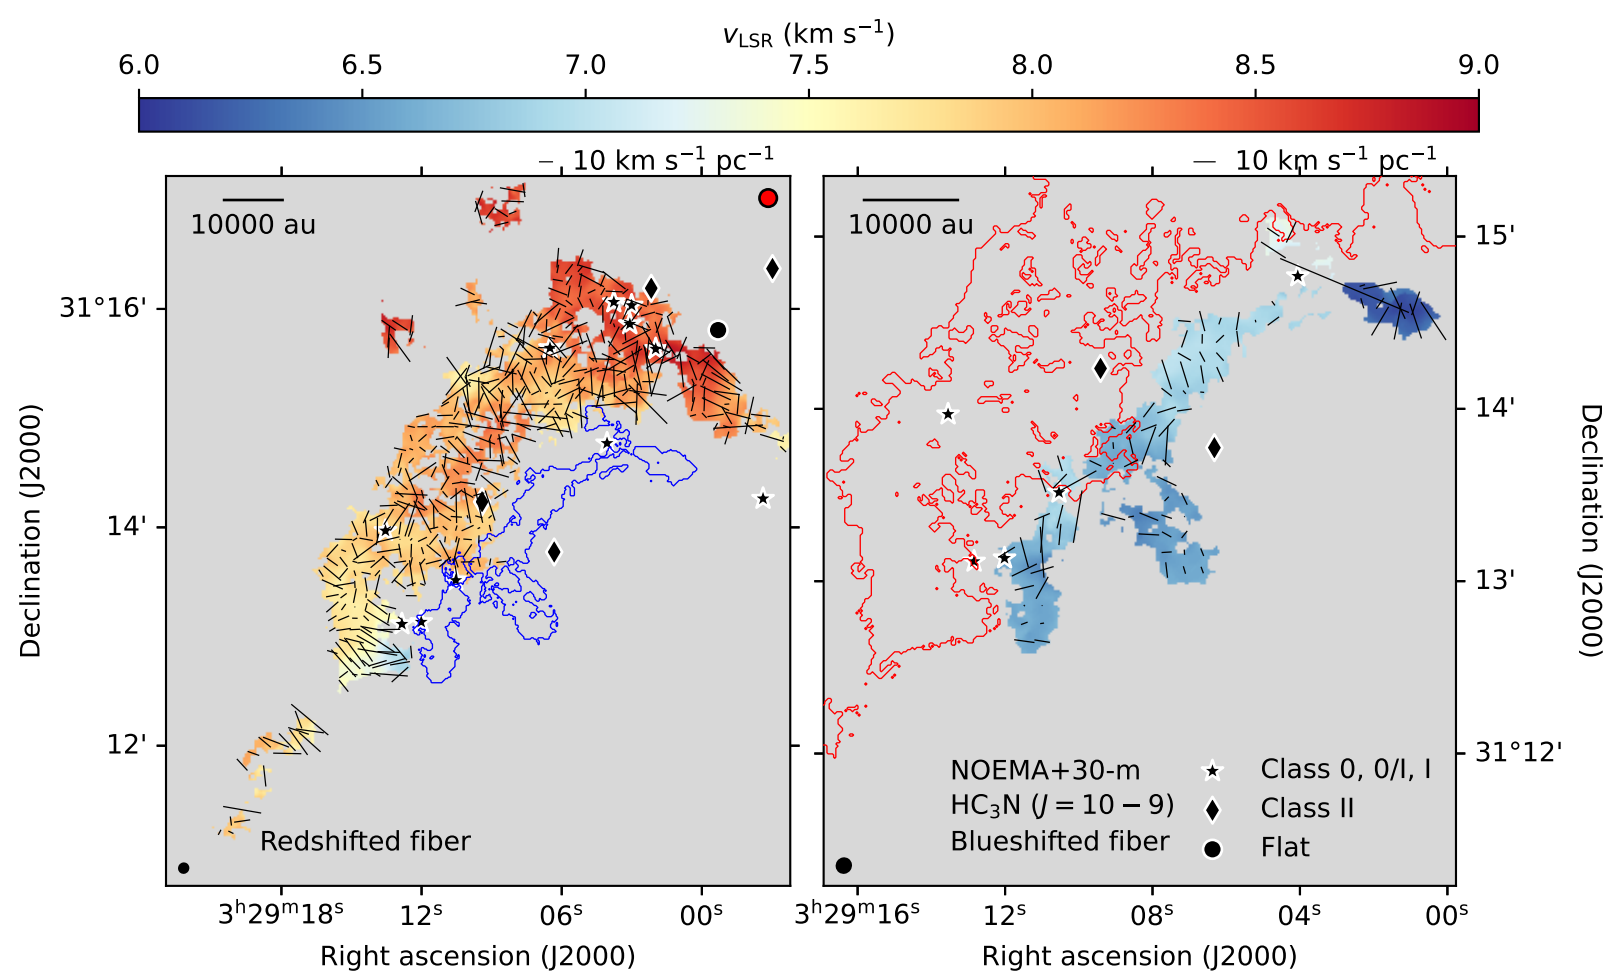 v_LSR (km s⁻¹)
6.0 6.5 7.0 7.5 8.0 8.5 9.0
10 km s⁻¹ pc⁻¹
10000 au
31°16'
14'
12'
Declination (J2000)
Redshifted fiber
3ʰ29ᵐ18ˢ 12ˢ 06ˢ 00ˢ
Right ascension (J2000)
10 km s⁻¹ pc⁻¹
10000 au
15'
14'
13'
31°12'
Declination (J2000)
NOEMA+30-m
HC₃N (J = 10 − 9)
Blueshifted fiber
Class 0, 0/I, I
Class II
Flat
3ʰ29ᵐ16ˢ 12ˢ 08ˢ 04ˢ 00ˢ
Right ascension (J2000)